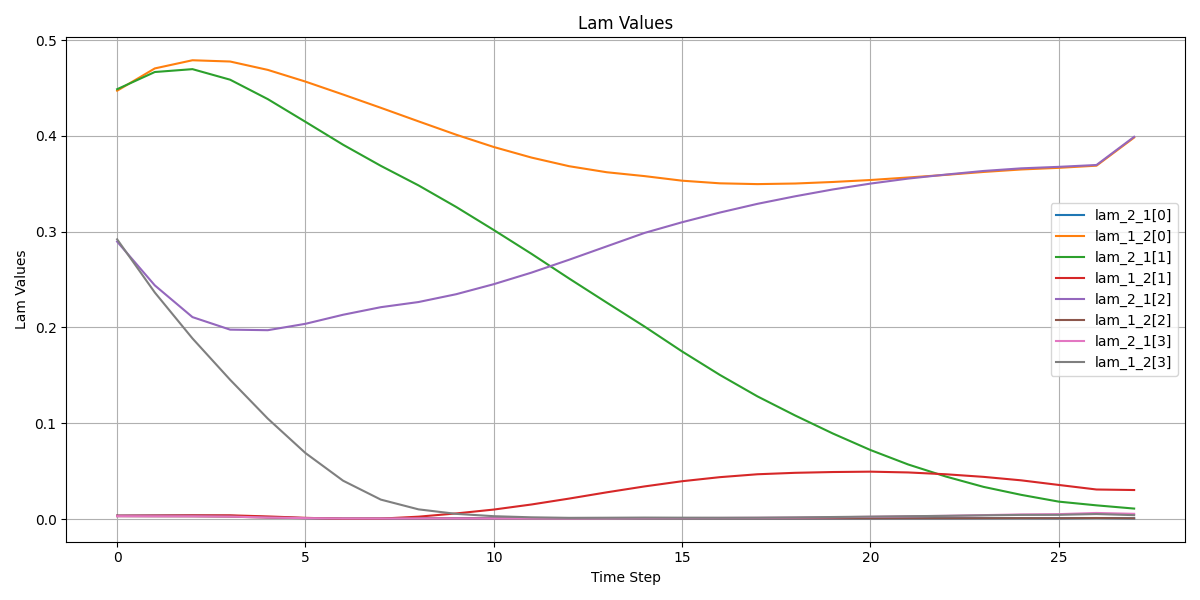 Lam Values
Lam Values
0.5
0.4
0.3
0.2
0.1
0.0
0
5
10
15
20
25
Time Step
lam_2_1[0]
lam_1_2[0]
lam_2_1[1]
lam_1_2[1]
lam_2_1[2]
lam_1_2[2]
lam_2_1[3]
lam_1_2[3]